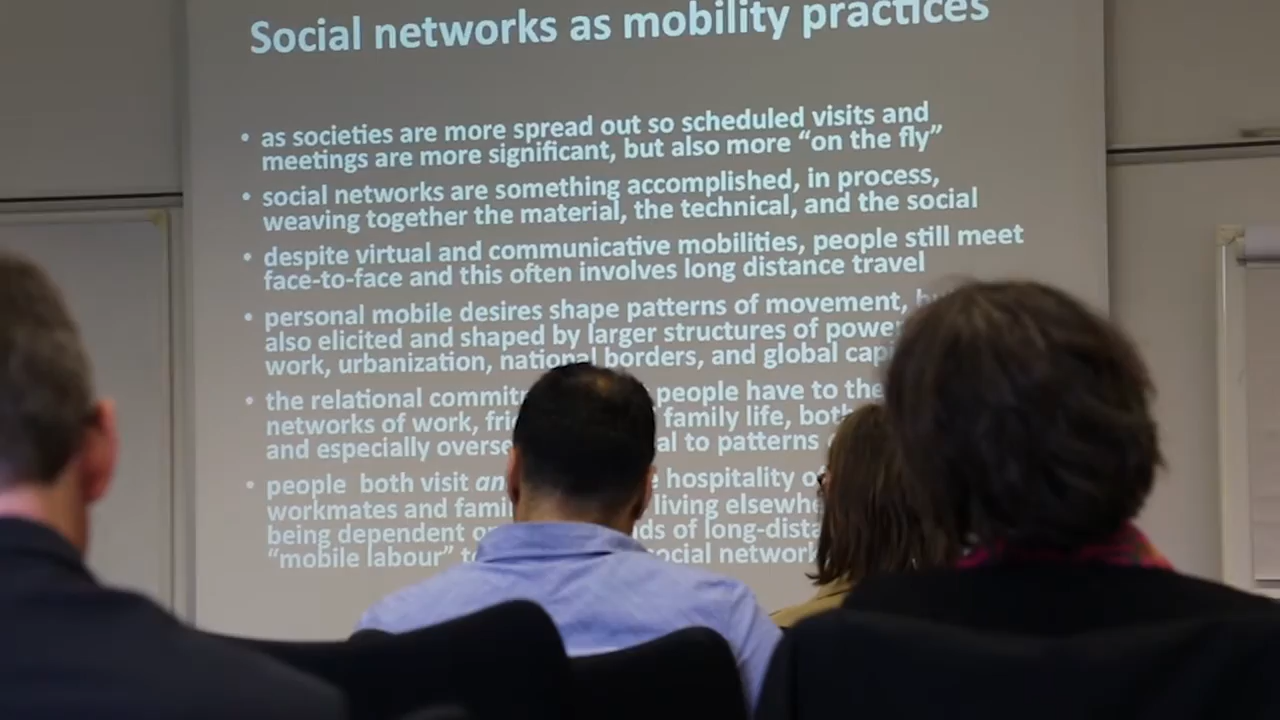 Social networks as mobility practices
• as societies are more spread out so scheduled visits and
meetings are more significant, but also more “on the fly”
• social networks are something accomplished, in process,
weaving together the material, the technical, and the social
• despite virtual and communicative mobilities, people still meet
face-to-face and this often involves long distance travel
• personal mobile desires shape patterns of movement,
also elicited and shaped by larger structures of power
work, urbanization, national borders, and global
• the relational people have to
networks of work, family life, both
and especially to patterns
• people both visit hospitality
workmates and living
being dependent of
“mobile labour”